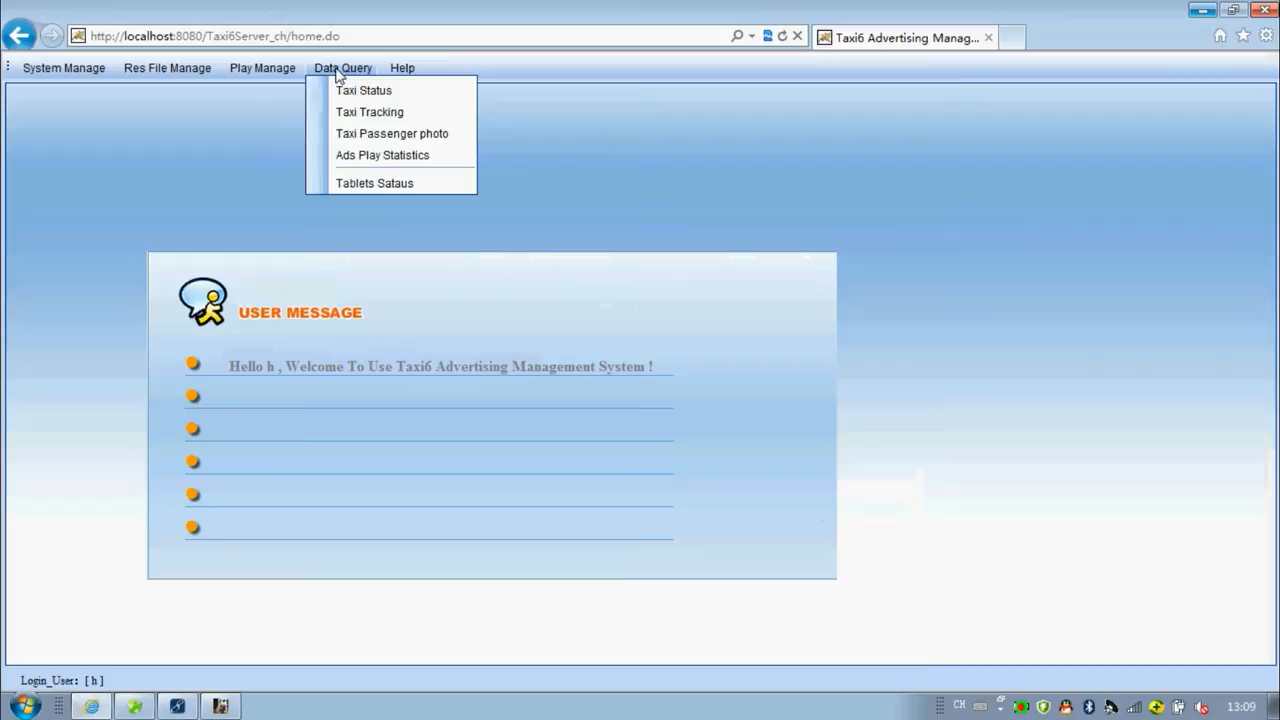 http://localhost:8080/Taxi6Server_ch/home.do
Taxi6 Advertising Manag...
System Manage
Res File Manage
Play Manage
Data Query
Help
Taxi Status
Taxi Tracking
Taxi Passenger photo
Ads Play Statistics
Tablets Sataus
USER MESSAGE
Hello h , Welcome To Use Taxi6 Advertising Management System !
Login_User: [ h ]
CH
13:09